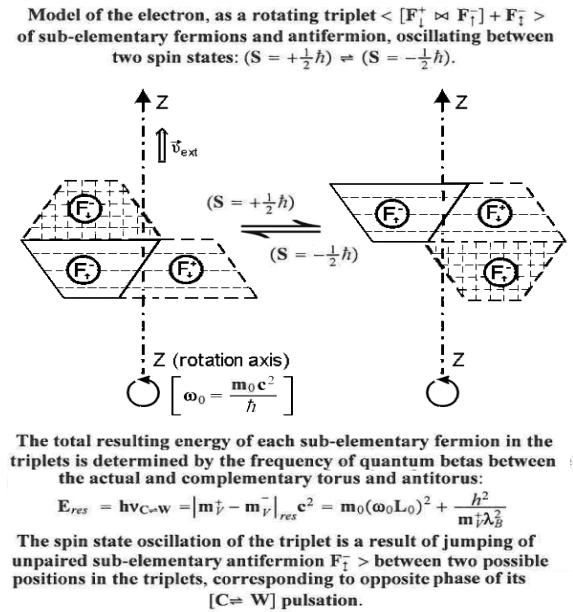 Model of the electron, as a rotating triplet < [F⁺↓ ⋈ F⁻↑] + F⁻↕ >
of sub-elementary fermions and antifermion, oscillating between
two spin states: (S = +½ħ) ⇌ (S = −½ħ).
Z
Z
v⃗ext
F⁻↓
F⁻↑
F⁺↓
(S = +½ħ)
(S = −½ħ)
F⁻↑
F⁺↓
F⁻↑
Z (rotation axis)
Z
[ω₀ = m₀c² / ħ]
The total resulting energy of each sub-elementary fermion in the
triplets is determined by the frequency of quantum betas between
the actual and complementary torus and antitorus:
E_res = hν_C⇌W =|m⁺_V − m⁻_V|_res c² = m₀(ω₀L₀)² + h² / m⁺_V λ²_B
The spin state oscillation of the triplet is a result of jumping of
unpaired sub-elementary antifermion F⁻↕ > between two possible
positions in the triplets, corresponding to opposite phase of its
[C⇌ W] pulsation.